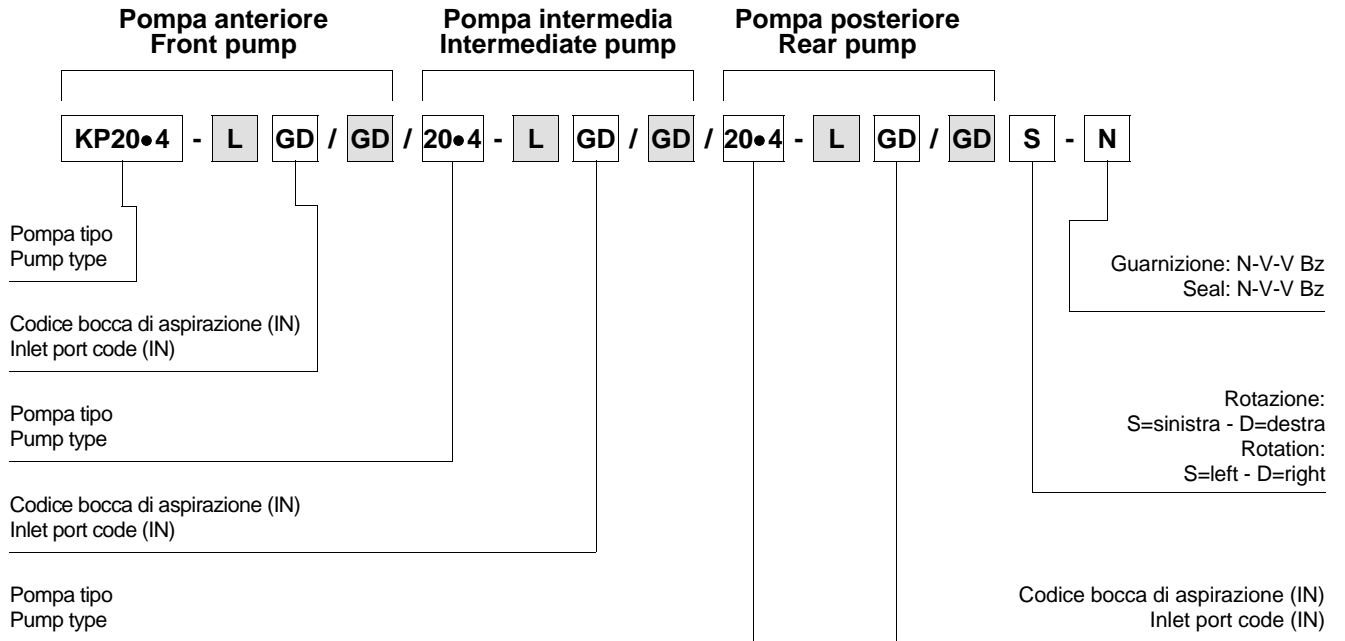 Pompa anteriore
Front pump
Pompa intermedia
Intermediate pump
Pompa posteriore
Rear pump
KP20•4 - L GD / GD / 20•4 - L GD / GD / 20•4 - L GD / GD S - N
Pompa tipo
Pump type
Guarnizione: N-V-V Bz
Seal: N-V-V Bz
Codice bocca di aspirazione (IN)
Inlet port code (IN)
Rotazione:
S=sinistra - D=destra
Rotation:
S=left - D=right
Pompa tipo
Pump type
Codice bocca di aspirazione (IN)
Inlet port code (IN)
Pompa tipo
Pump type
Codice bocca di aspirazione (IN)
Inlet port code (IN)